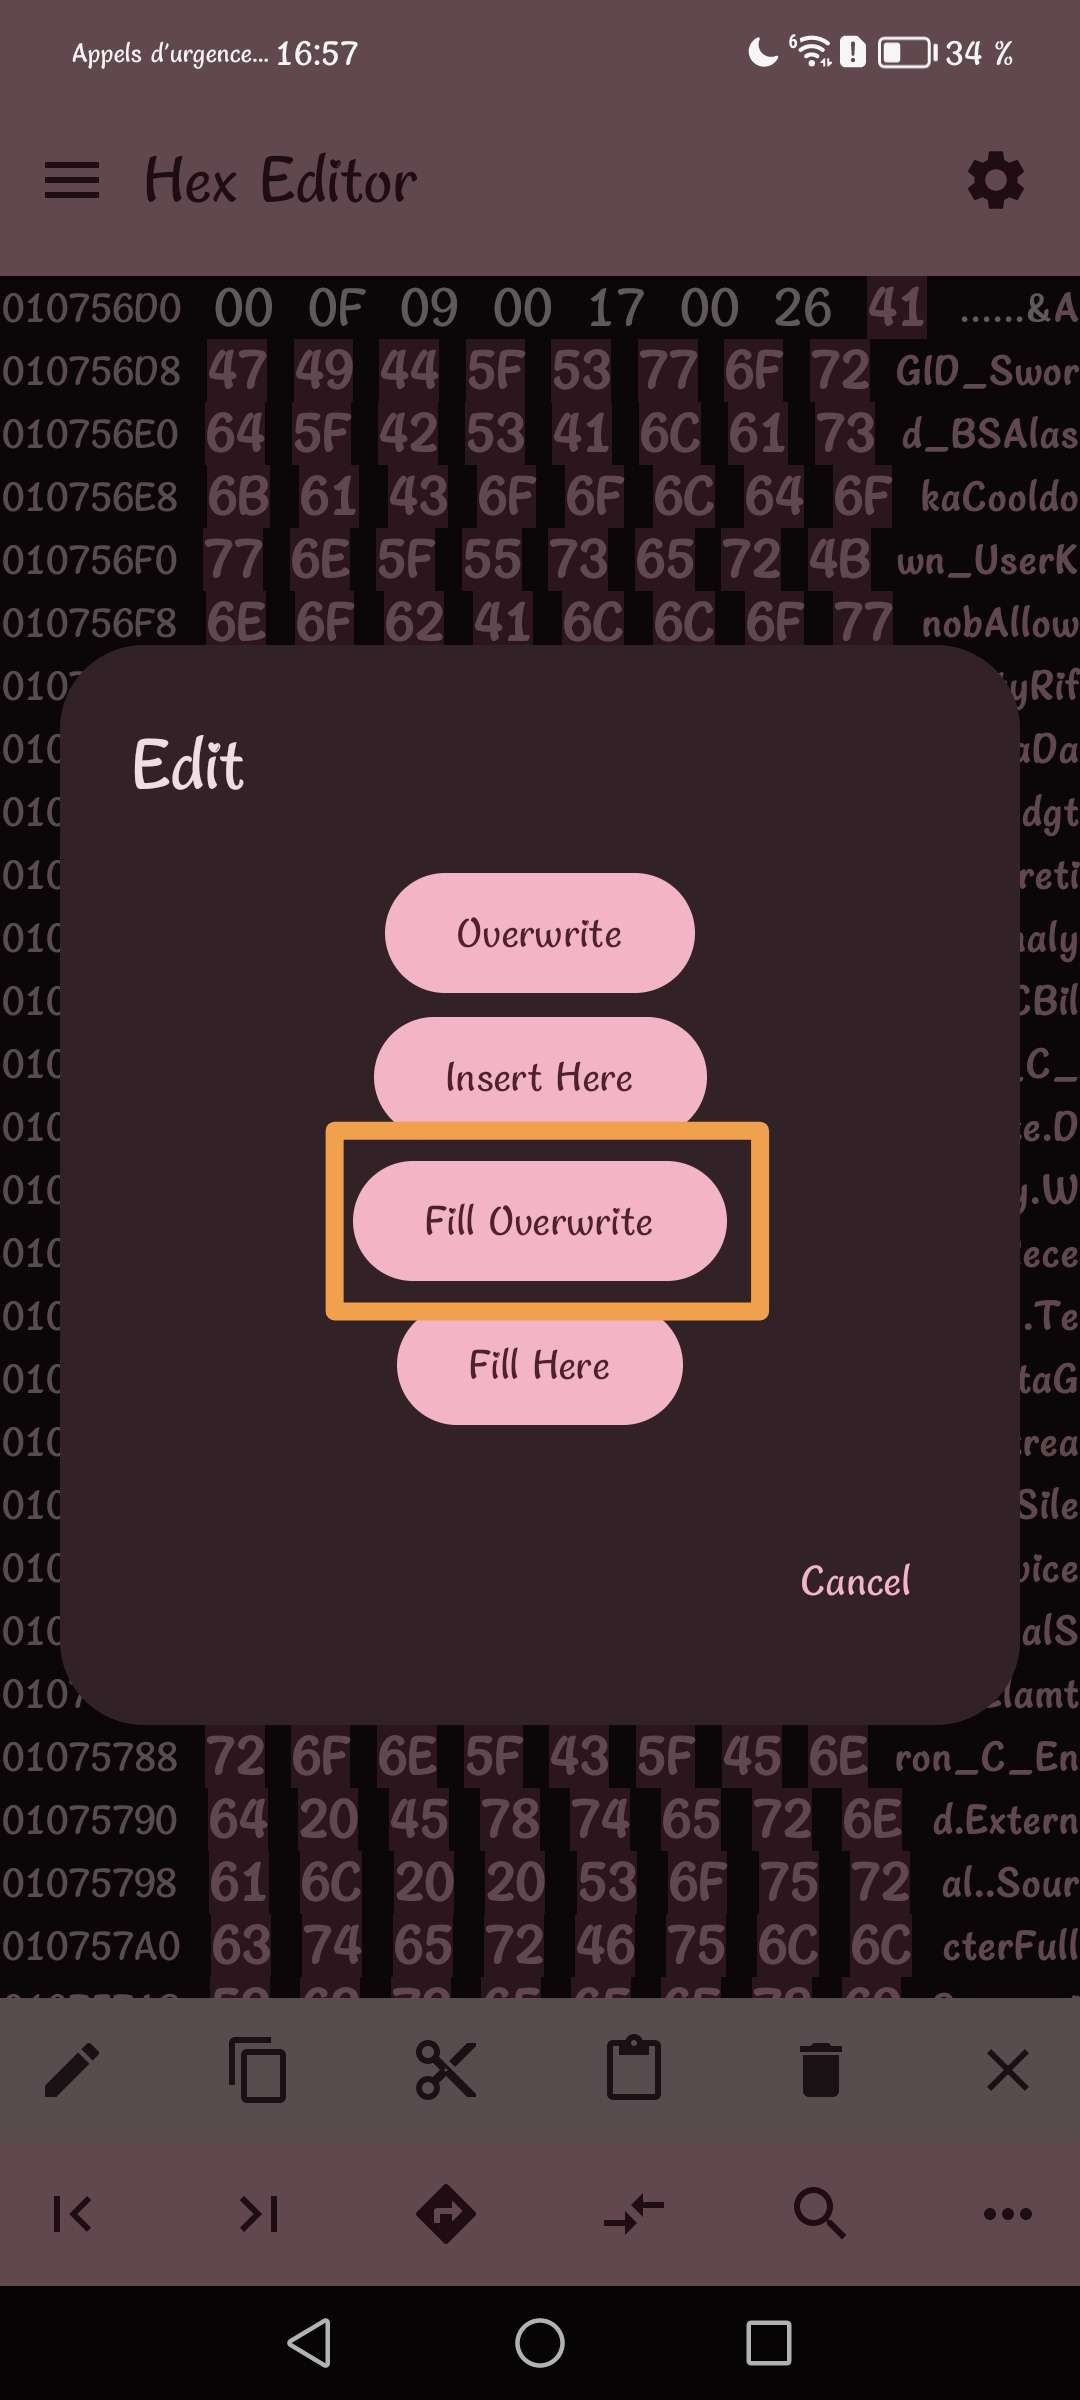 Appels d'urgence... 16:57 6 34 %
Hex Editor
010756D0 00 0F 09 00 17 00 26 41 ......&A
010756D8 47 49 44 5F 53 77 6F 72 GID_Swor
010756E0 64 5F 42 53 41 6C 61 73 d_BSAlas
010756E8 6B 61 43 6F 6F 6C 64 6F kaCooldo
010756F0 77 6E 5F 55 73 65 72 4B wn_UserK
010756F8 6E 6F 62 41 6C 6C 6F 77 nobAllow
Edit
Overwrite
Insert Here
Fill Overwrite
Fill Here
Cancel
01075788 72 6F 6E 5F 43 5F 45 6E ron_C_En
01075790 64 20 45 78 74 65 72 6E d.Extern
01075798 61 6C 20 20 53 6F 75 72 al..Sour
010757A0 63 74 65 72 46 75 6C 6C cterFull